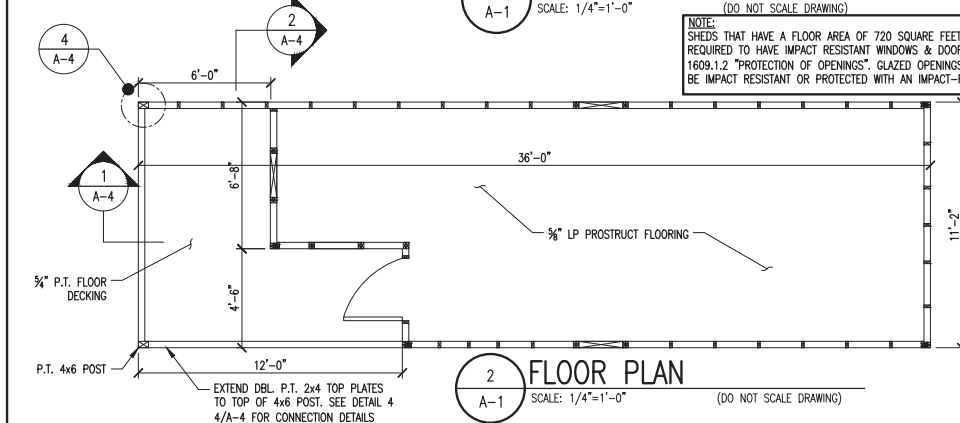 A-1
SCALE: 1/4"=1'-0"
(DO NOT SCALE DRAWING)
NOTE:
SHEDS THAT HAVE A FLOOR AREA OF 720 SQUARE FEET
REQUIRED TO HAVE IMPACT RESISTANT WINDOWS & DOOR
1609.1.2 "PROTECTION OF OPENINGS". GLAZED OPENINGS
BE IMPACT RESISTANT OR PROTECTED WITH AN IMPACT-R
2
A-4
4
A-4
6'-0"
36'-0"
6'-8"
1
A-4
⅝" LP PROSTRUCT FLOORING
11'-2"
5/4" P.T. FLOOR
DECKING
4'-6"
P.T. 4x6 POST
12'-0"
EXTEND DBL. P.T. 2x4 TOP PLATES
TO TOP OF 4x6 POST. SEE DETAIL 4
4/A-4 FOR CONNECTION DETAILS
2
A-1
FLOOR PLAN
SCALE: 1/4"=1'-0"
(DO NOT SCALE DRAWING)